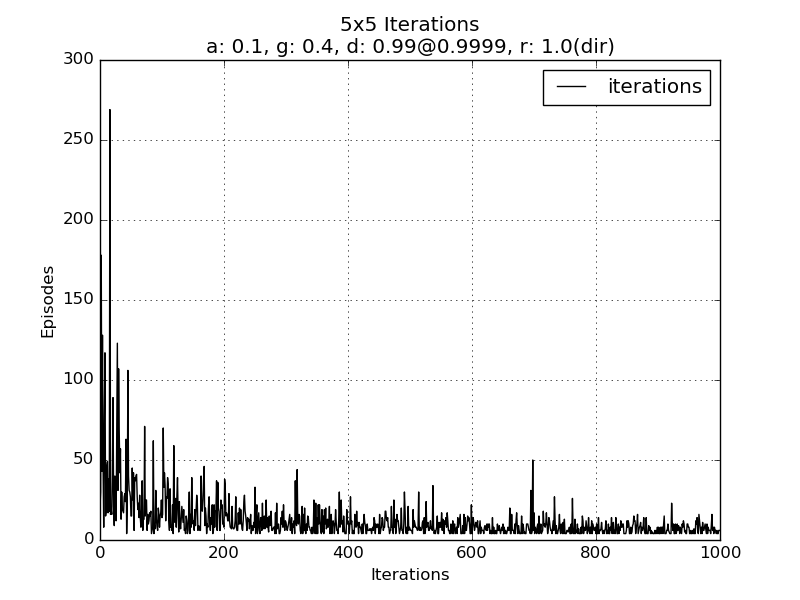 5x5 Iterations
a: 0.1, g: 0.4, d: 0.99@0.9999, r: 1.0(dir)
300
iterations
250
200
Episodes
150
100
50
0
0 200 400 600 800 1000
Iterations